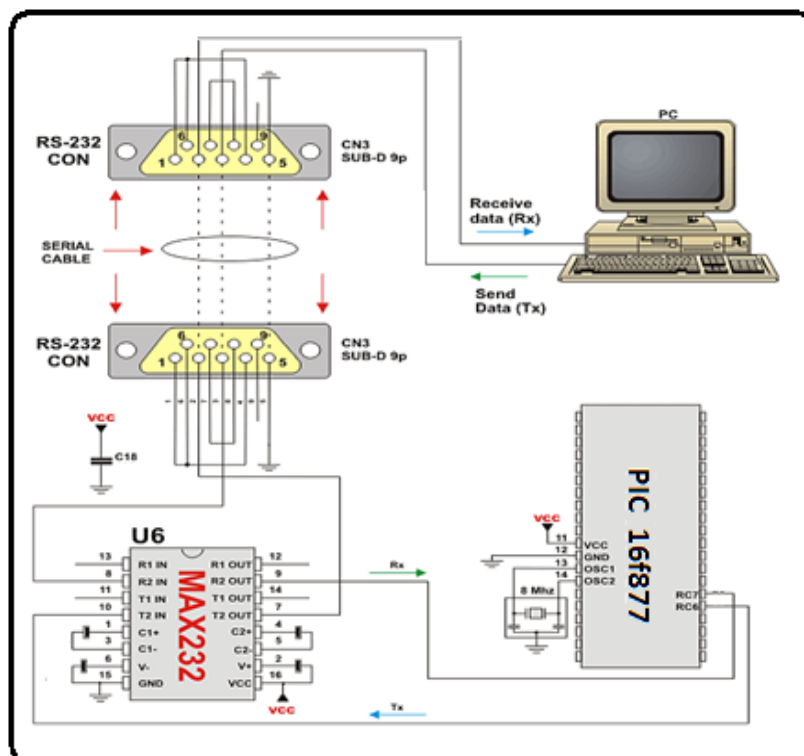 PC
6 9
RS-232 CON
1 5
CN3 SUB-D 9p
Receive data (Rx)
SERIAL CABLE
Send Data (Tx)
6 9
RS-232 CON
1 5
CN3 SUB-D 9p
VCC
C18
U6
MAX232
13 R1 IN R1 OUT 12
8 R2 IN R2 OUT 9
11 T1 IN T1 OUT 14
10 T2 IN T2 OUT 7
1 C1+ C2+ 4
3 C1- C2- 5
6 V- V+ 2
15 GND VCC 16
VCC
Rx
Tx
PIC 16f877
VCC
11 VCC
12 GND
13 OSC1
14 OSC2
8 Mhz
RC7
RC6